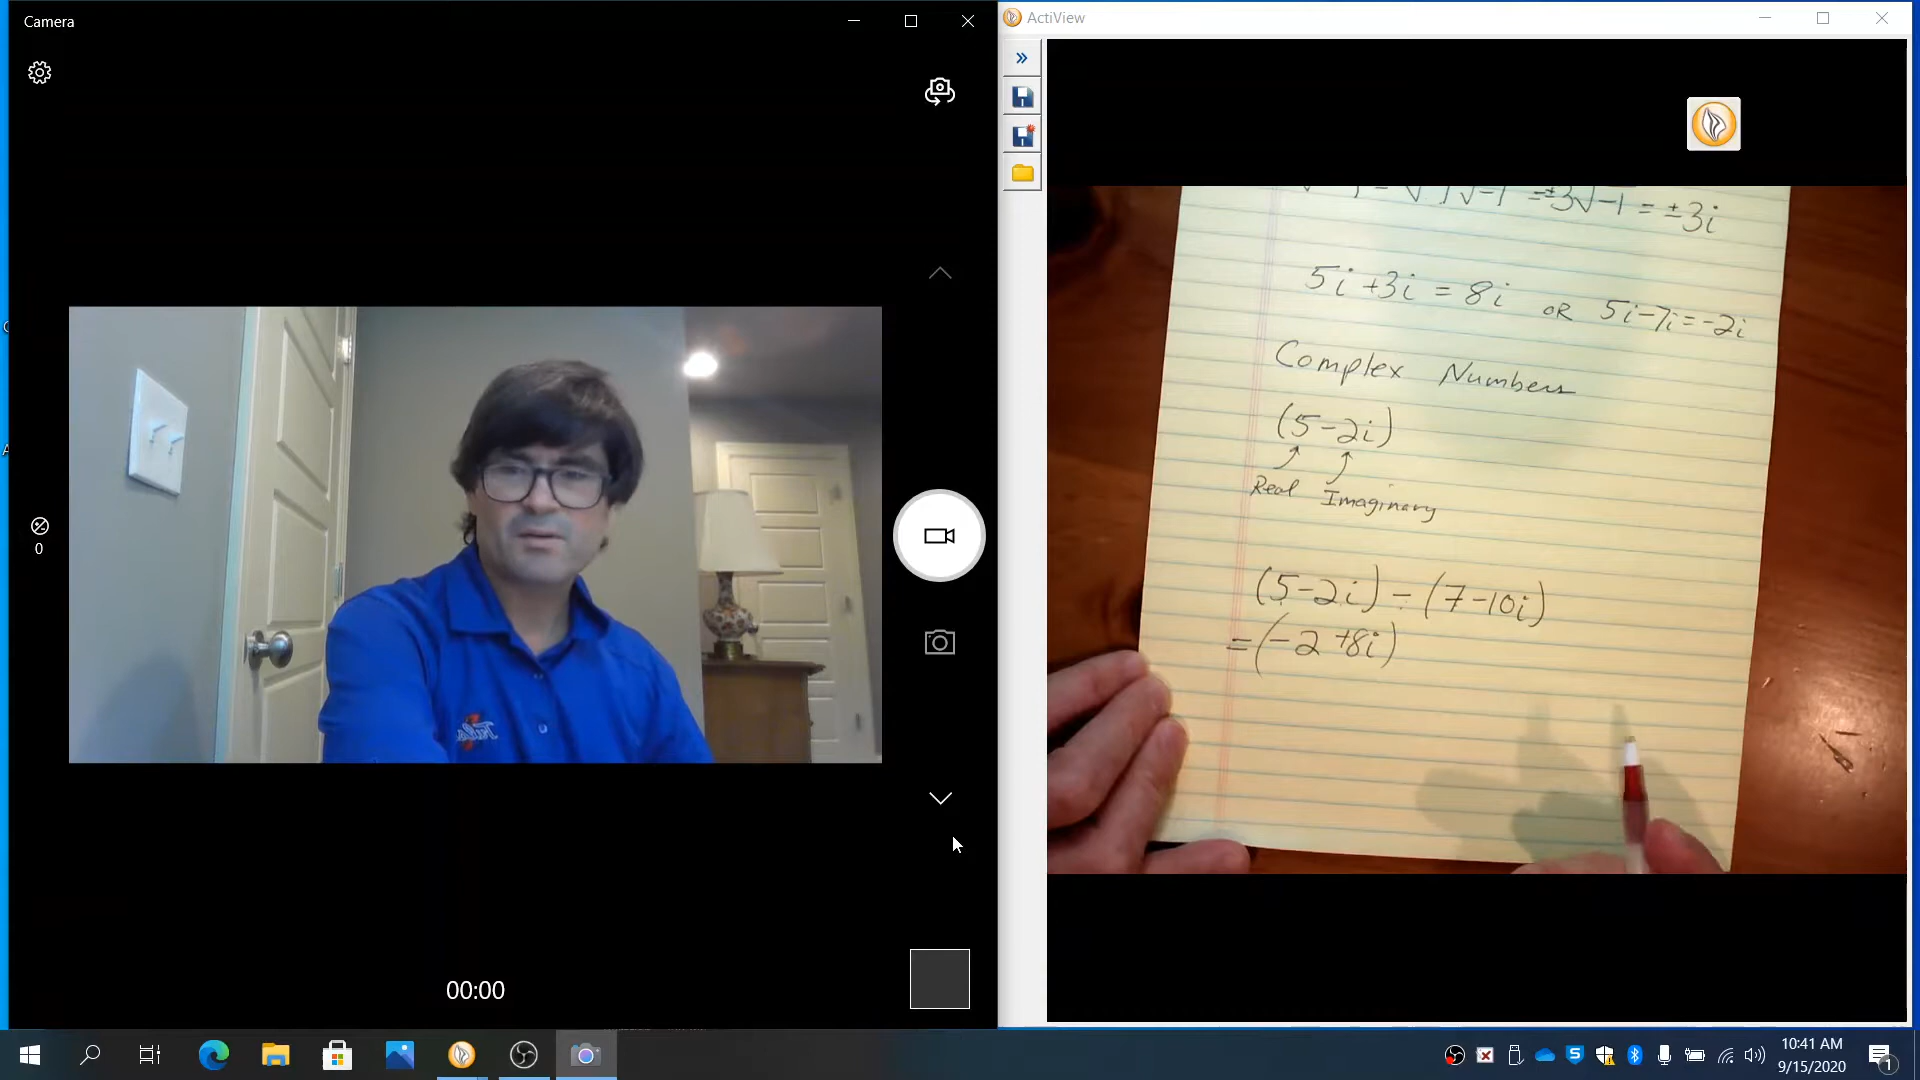 Camera
ActiView
0
= ±3√-1 = ±3i
5i +3i = 8i OR 5i-7i=-2i
Complex Numbers
(5-2i)
Real Imaginary
(5-2i) - (7-10i)
=(-2 +8i)
00:00
10:41 AM
9/15/2020
1